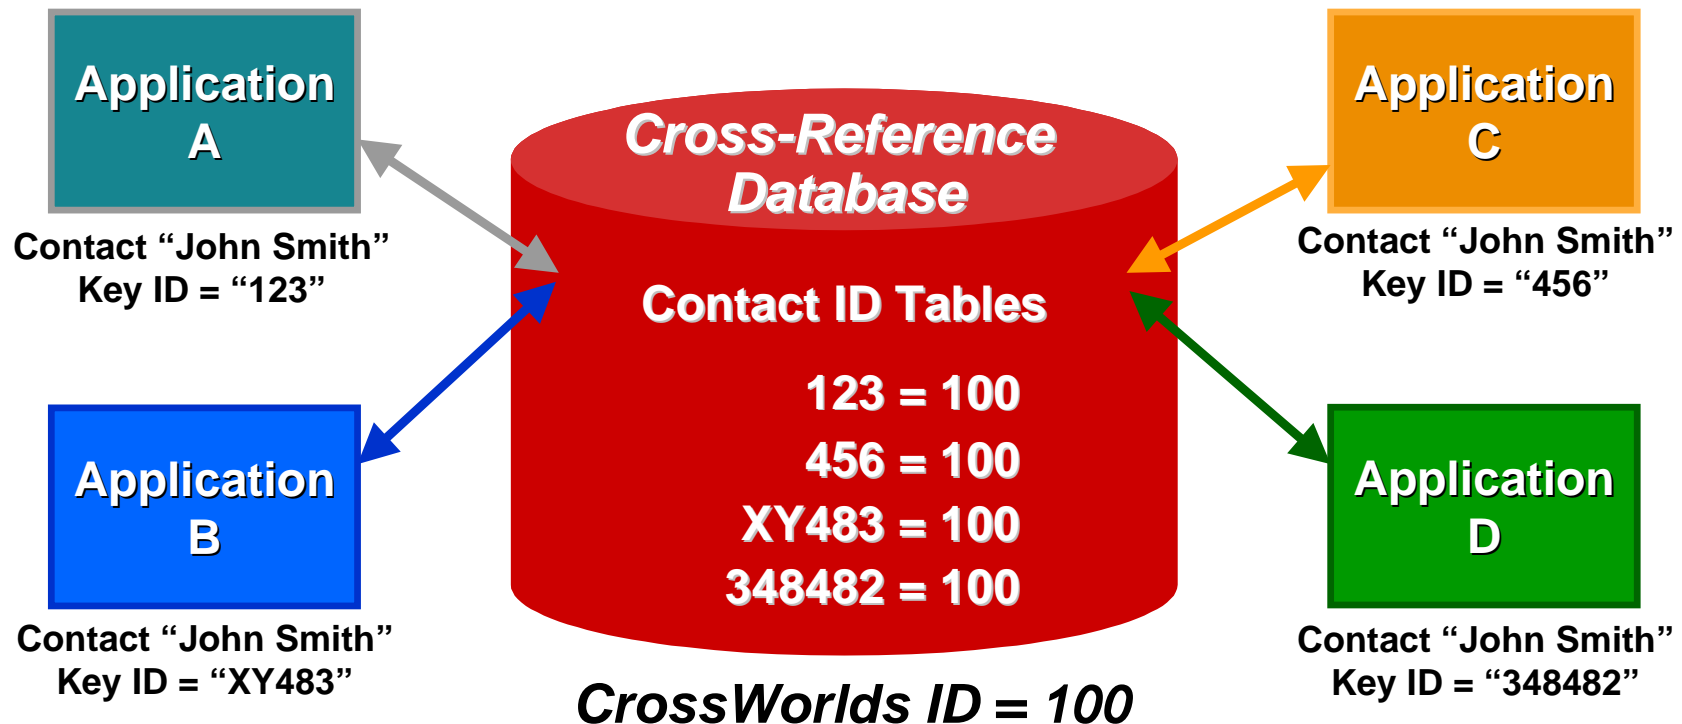 Application
A
Contact “John Smith”
Key ID = “123”
Application
B
Contact “John Smith”
Key ID = “XY483”
Cross-Reference
Database
Contact ID Tables
123 = 100
456 = 100
XY483 = 100
348482 = 100
CrossWorlds ID = 100
Application
C
Contact “John Smith”
Key ID = “456”
Application
D
Contact “John Smith”
Key ID = “348482”